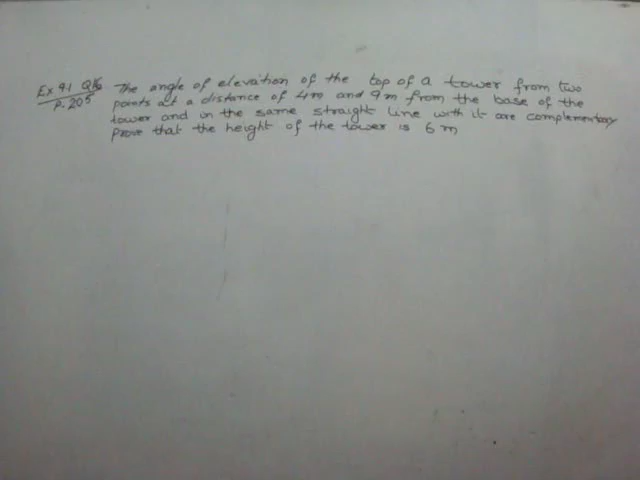 Ex 9.1 Q16 The angle of elevation of the top of a tower from two
P. 205 points at a distance of 4m and 9m from the base of the
tower and in the same straight line with it are complementary
Prove that the height of the tower is 6 m